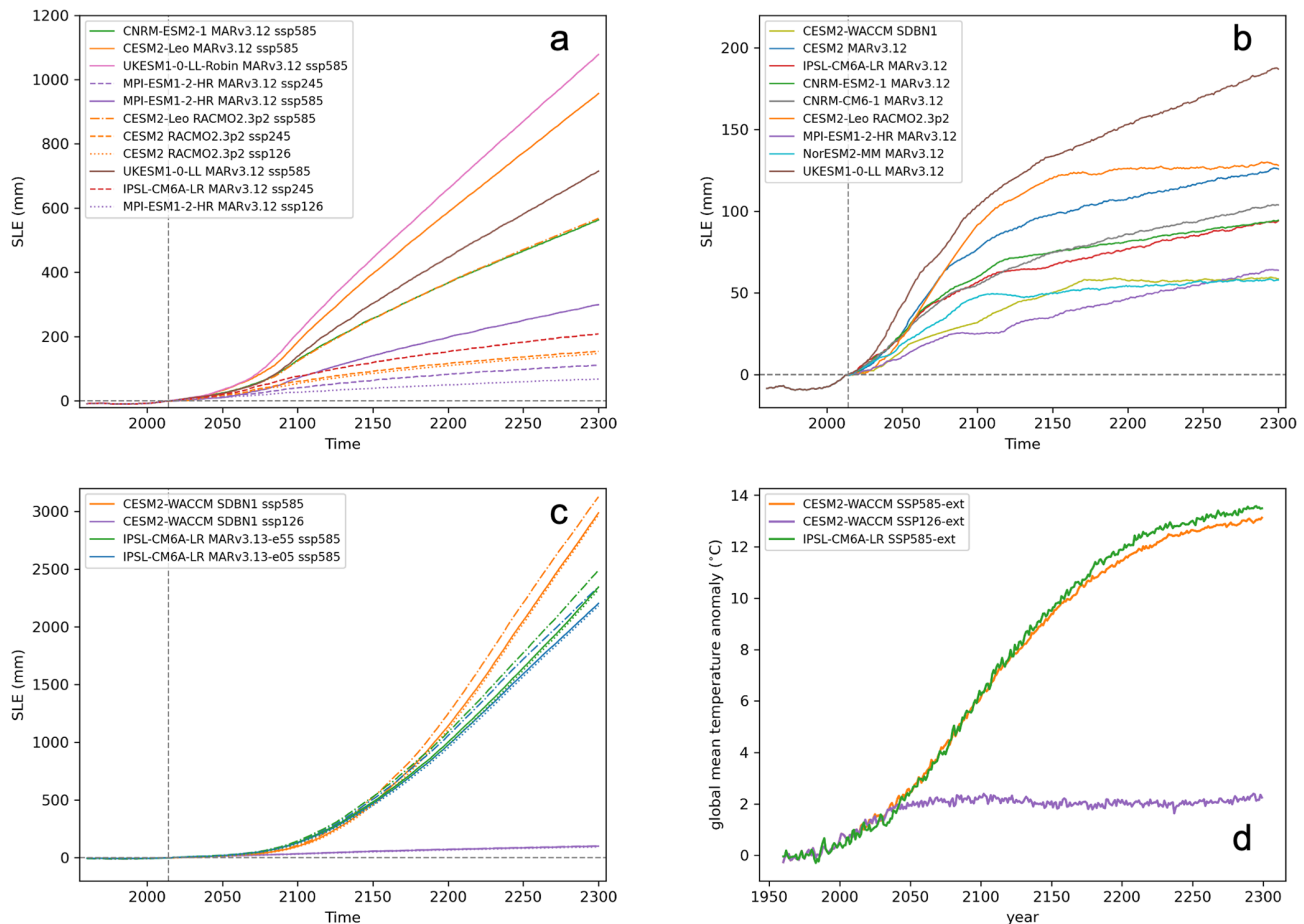 a
1200
1000
800
600
400
200
0
SLE (mm)
CNRM-ESM2-1 MARv3.12 ssp585
CESM2-Leo MARv3.12 ssp585
UKESM1-0-LL-Robin MARv3.12 ssp585
MPI-ESM1-2-HR MARv3.12 ssp245
MPI-ESM1-2-HR MARv3.12 ssp585
CESM2-Leo RACMO2.3p2 ssp585
CESM2 RACMO2.3p2 ssp245
CESM2 RACMO2.3p2 ssp126
UKESM1-0-LL MARv3.12 ssp585
IPSL-CM6A-LR MARv3.12 ssp245
MPI-ESM1-2-HR MARv3.12 ssp126
2000 2050 2100 2150 2200 2250 2300
Time
b
200
150
100
50
0
SLE (mm)
CESM2-WACCM SDBN1
CESM2 MARv3.12
IPSL-CM6A-LR MARv3.12
CNRM-ESM2-1 MARv3.12
CNRM-CM6-1 MARv3.12
CESM2-Leo RACMO2.3p2
MPI-ESM1-2-HR MARv3.12
NorESM2-MM MARv3.12
UKESM1-0-LL MARv3.12
2000 2050 2100 2150 2200 2250 2300
Time
c
3000
2500
2000
1500
1000
500
0
SLE (mm)
CESM2-WACCM SDBN1 ssp585
CESM2-WACCM SDBN1 ssp126
IPSL-CM6A-LR MARv3.13-e55 ssp585
IPSL-CM6A-LR MARv3.13-e05 ssp585
2000 2050 2100 2150 2200 2250 2300
Time
14
12
10
8
6
4
2
0
global mean temperature anomaly (°C)
CESM2-WACCM SSP585-ext
CESM2-WACCM SSP126-ext
IPSL-CM6A-LR SSP585-ext
d
1950 2000 2050 2100 2150 2200 2250 2300
year